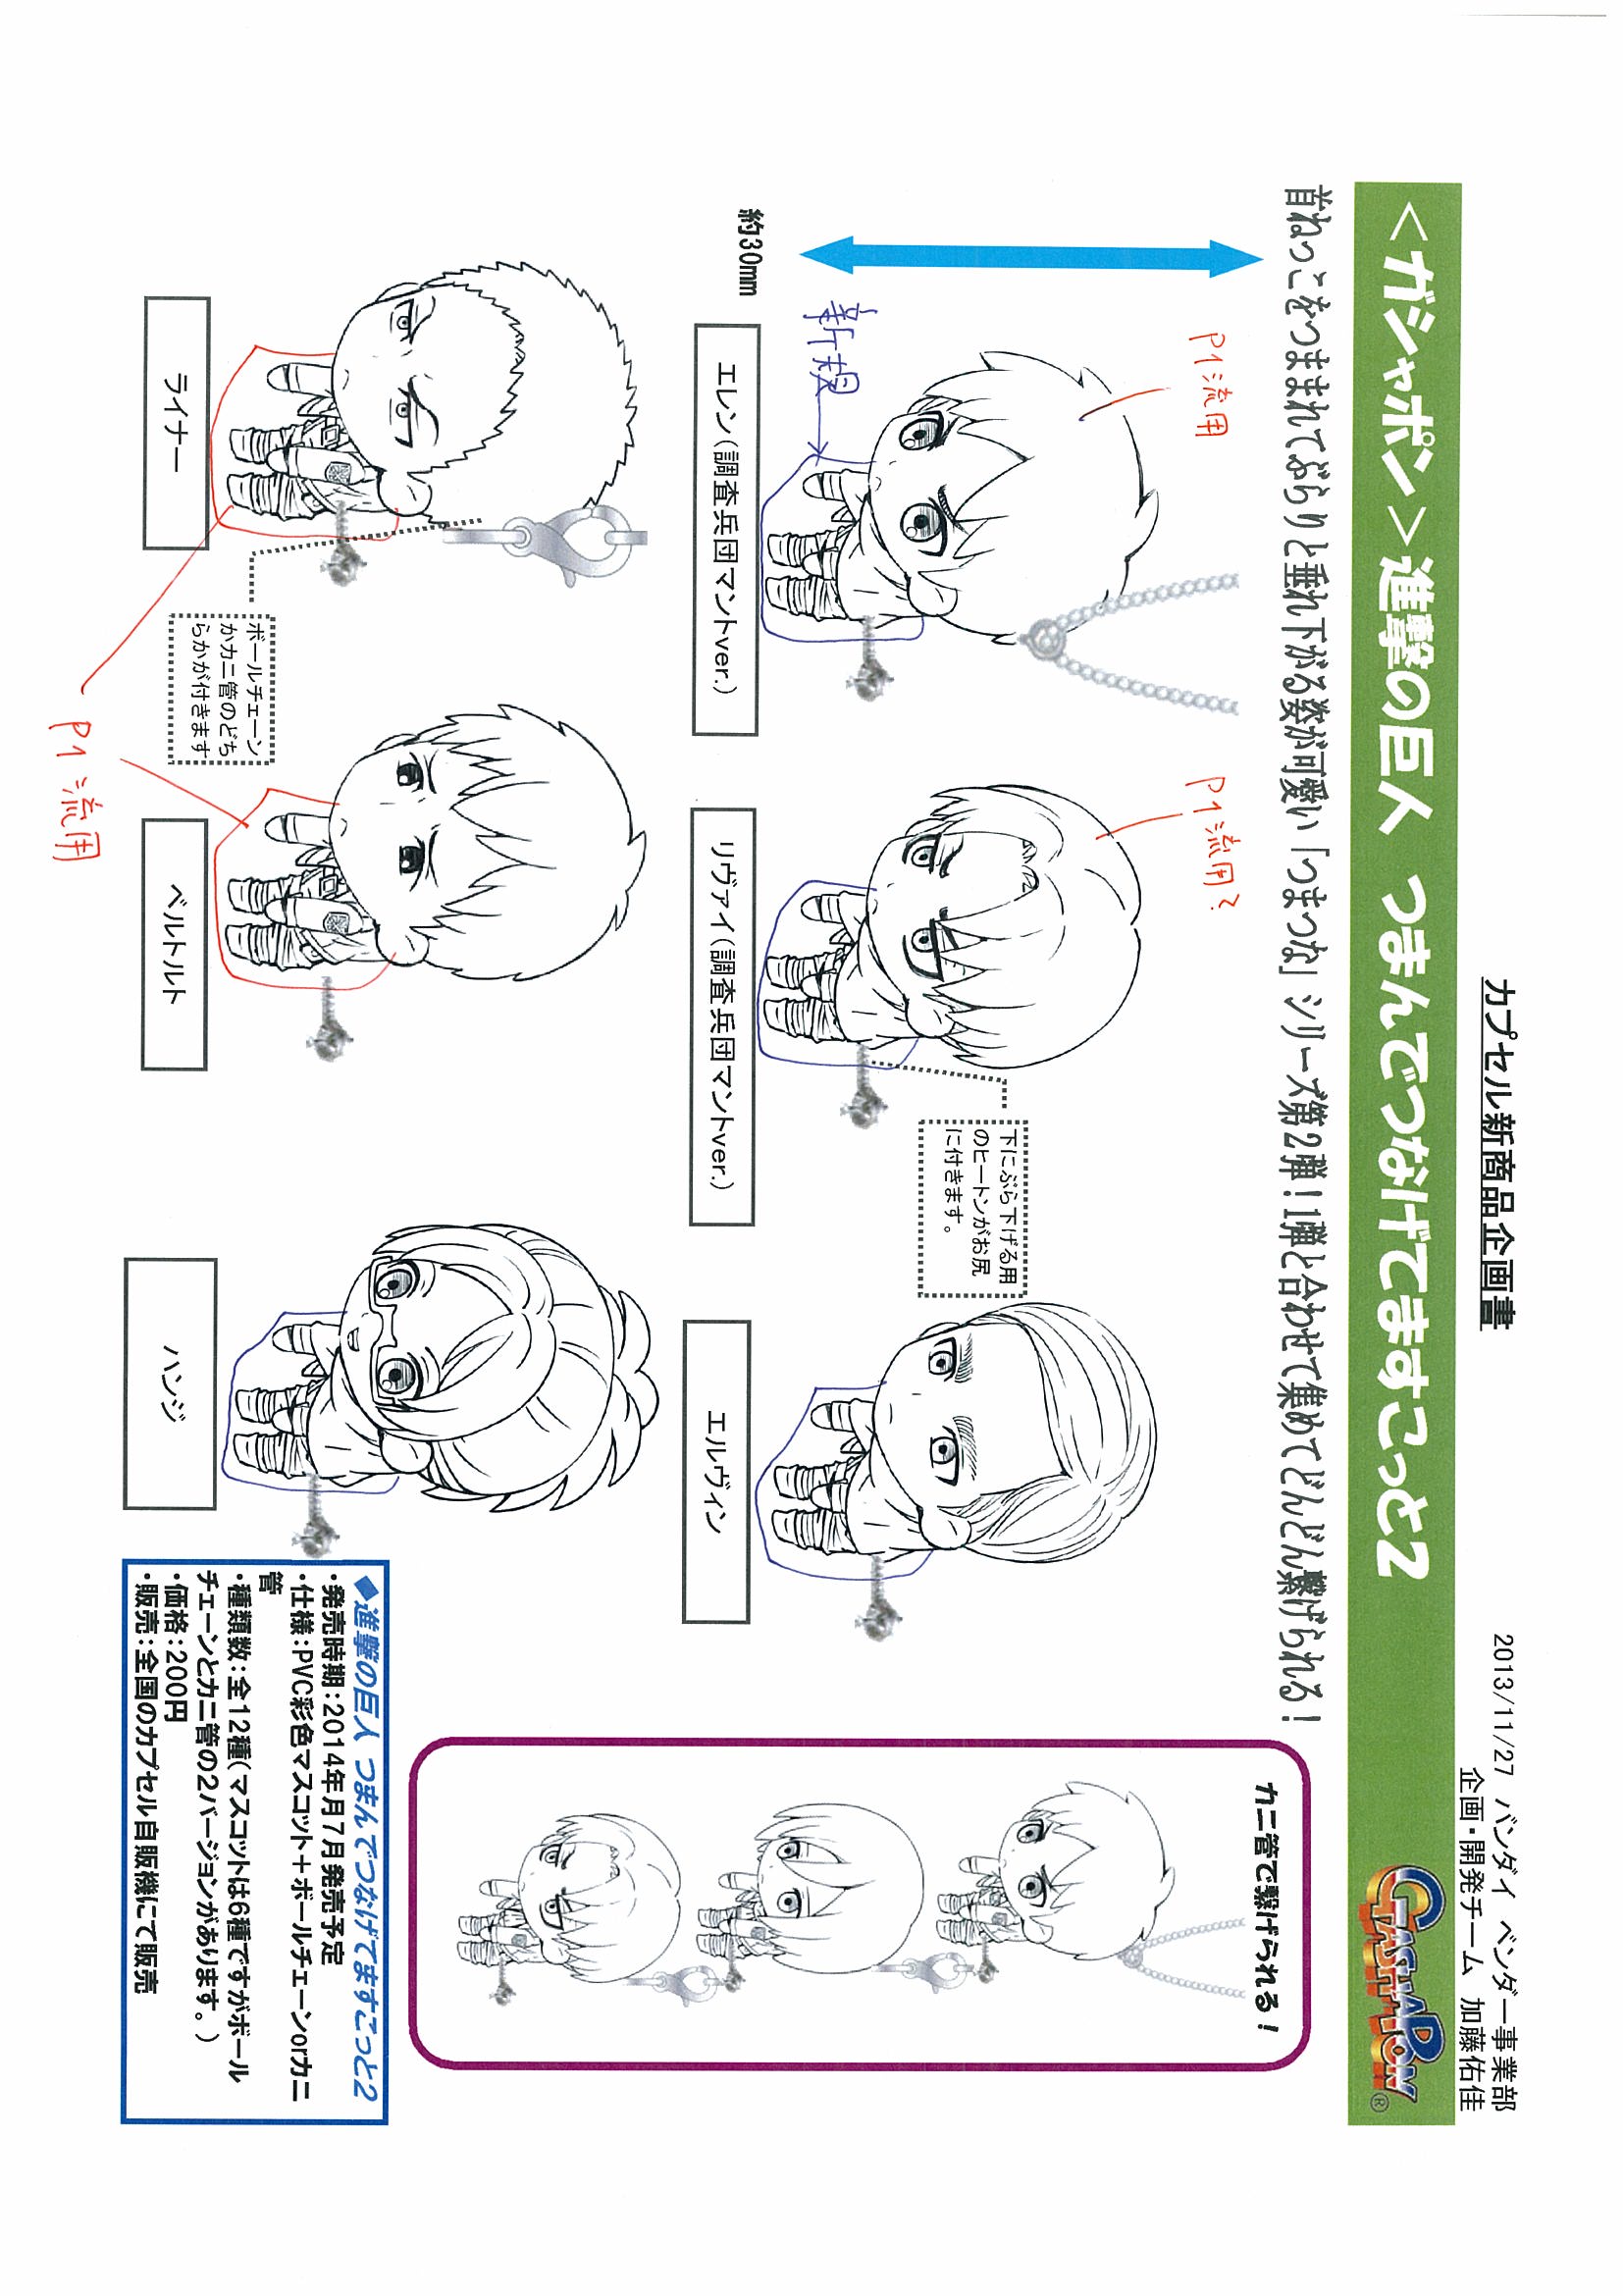 カプセル新商品企画書
2013/11/27 バンダイ ベンダー事業部
企画・開発チーム 加藤佑佳
<ガシャポン>進撃の巨人 つまんでつなげてますこっと2
GASHAPON®
首ねっこをつままれてぶらりと垂れ下がる姿が可愛い「つまつな」シリーズ第2弾！1弾と合わせて集めてどんどん繋げられる！
約30mm
P1流用
新規
エレン(調査兵団マントver.)
P1流用?
リヴァイ(調査兵団マントver.)
下にぶら下げる用
のヒートンがお尻
に付きます。
エルヴィン
カニ管で繋げられる！
ライナー
ボールチェーン
かカニ管のどち
らかが付きます
P1流用
ベルトルト
ハンジ
◆進撃の巨人 つまんでつなげてますこっと2
・発売時期：2014年月7月発売予定
・仕様：PVC彩色マスコット＋ボールチェーンorカニ
管
・種類数：全12種(マスコットは6種ですがボール
チェーンとカニ管の2バージョンがあります。)
・価格：200円
・販売：全国のカプセル自販機にて販売